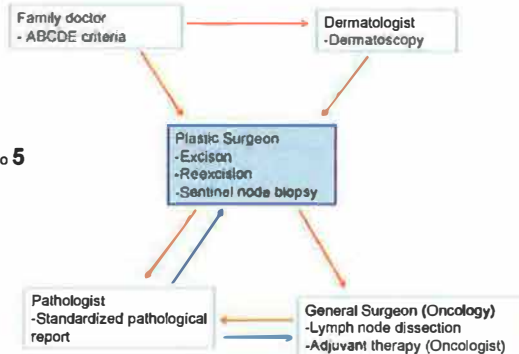 Family doctor
- ABCDE criteria
Dermatologist
-Dermatoscopy
o 5
Plastic Surgeon
-Excison
-Reexcision
-Sentinel node biopsy
Pathologist
-Standardized pathological
report
General Surgeon (Oncology)
-Lymph node dissection
-Adjuvant therapy (Oncologist)